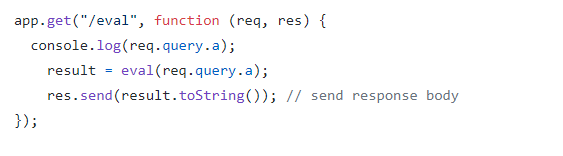 app.get("/eval", function (req, res) {
  console.log(req.query.a);
    result = eval(req.query.a);
    res.send(result.toString()); // send response body
});